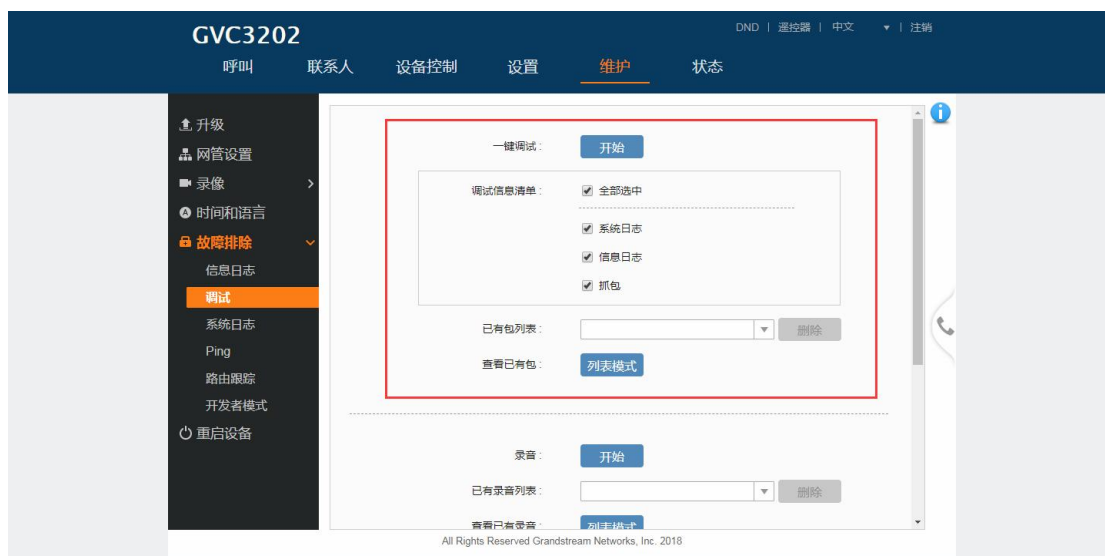 GVC3202
DND | 遥控器 | 中文 ▼ | 注销
呼叫 联系人 设备控制 设置 维护 状态
升级
网管设置
录像
时间和语言
故障排除
信息日志
调试
系统日志
Ping
路由跟踪
开发者模式
重启设备
一键调试 : 开始
调试信息清单 : 全部选中
系统日志
信息日志
抓包
已有包列表 : 删除
查看已有包 : 列表模式
录音 : 开始
已有录音列表 : 删除
查看已有录音 : 列表模式
All Rights Reserved Grandstream Networks, Inc. 2018